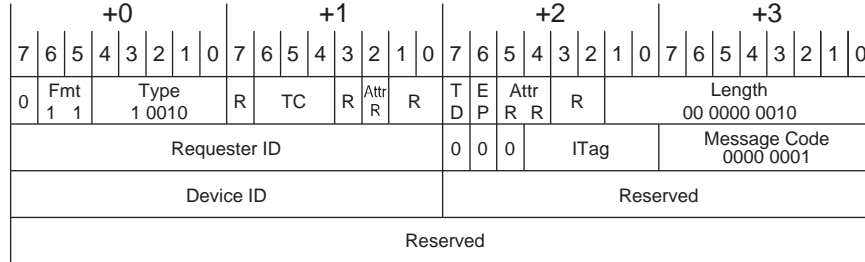 +0 +1 +2 +3
7 6 5 4 3 2 1 0 7 6 5 4 3 2 1 0 7 6 5 4 3 2 1 0 7 6 5 4 3 2 1 0
0 Fmt Type R TC R Attr R T E Attr R Length
1 1 1 0010 R D P R R 00 0000 0010
Requester ID 0 0 0 ITag Message Code
0000 0001
Device ID Reserved
Reserved